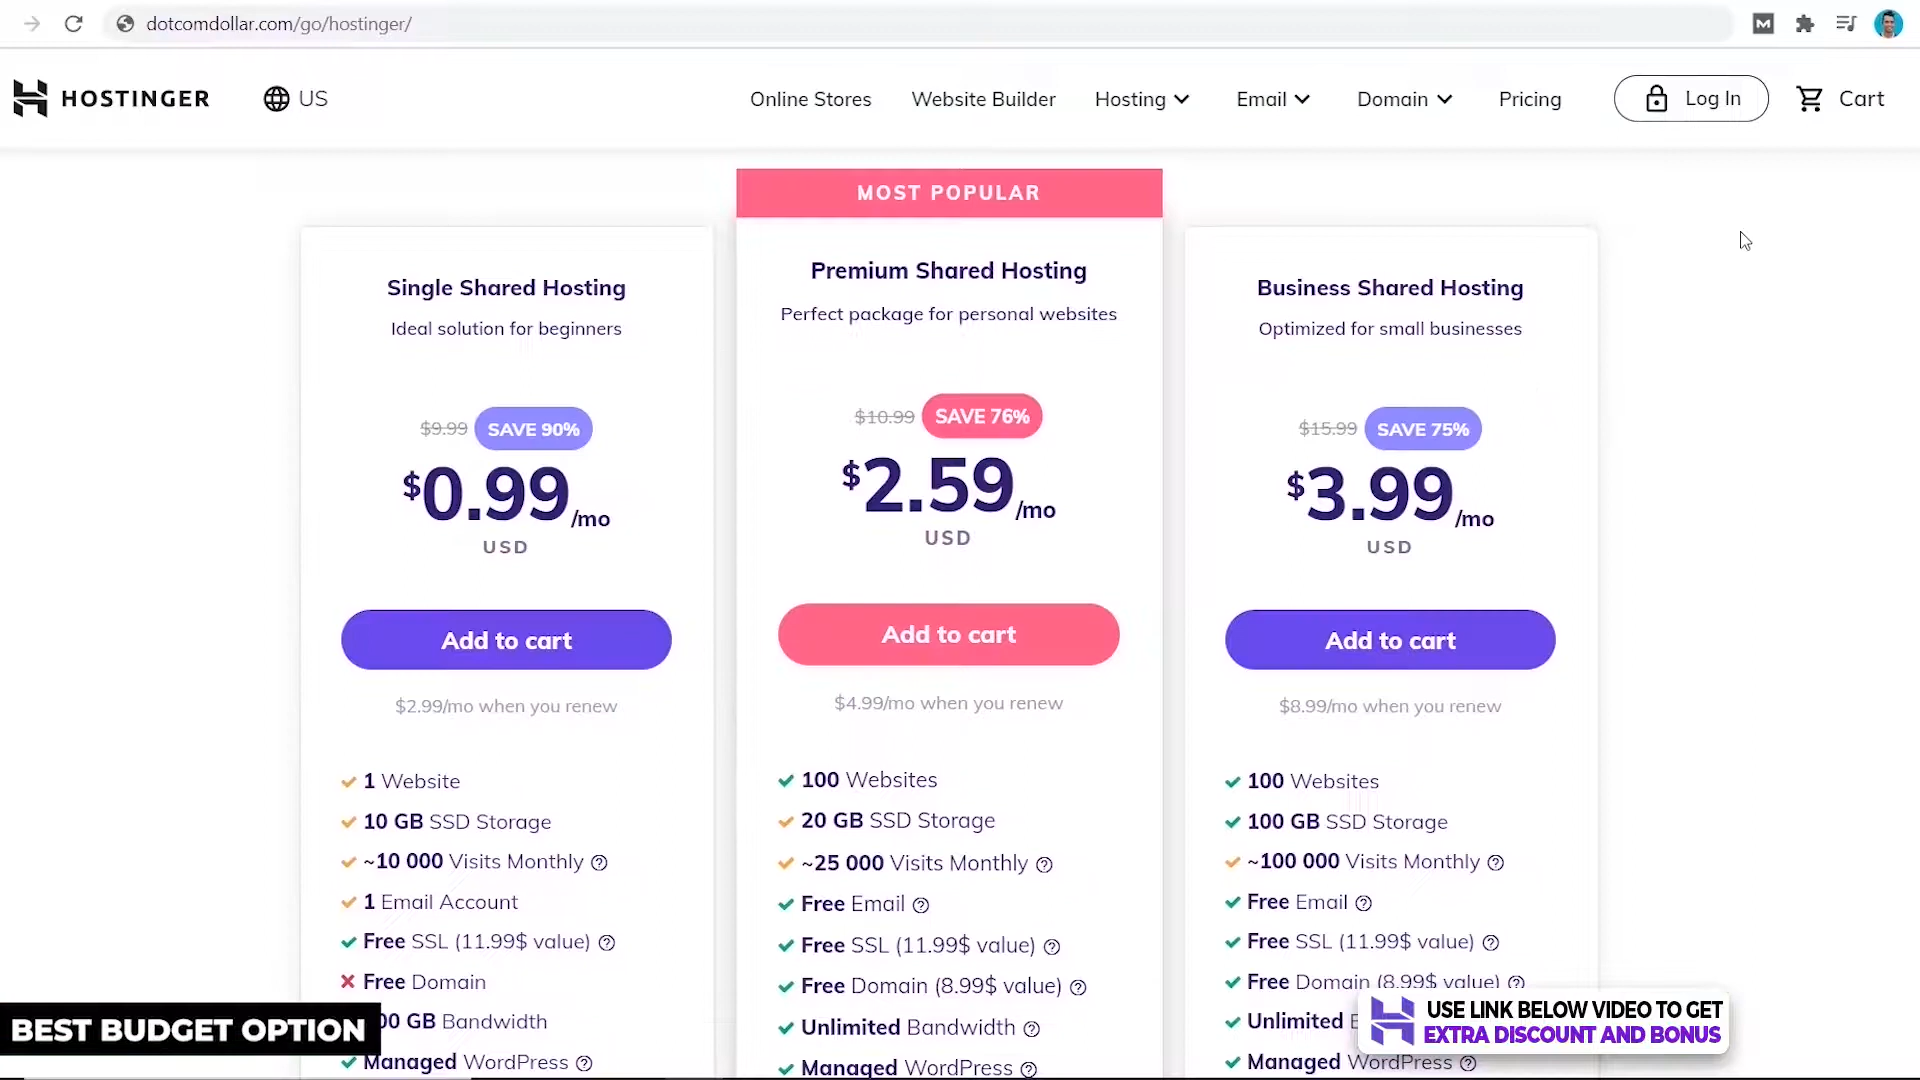 dotcomdollar.com/go/hostinger/
HOSTINGER
US
Online Stores
Website Builder
Hosting
Email
Domain
Pricing
Log In
Cart
Single Shared Hosting
Ideal solution for beginners
$9.99 SAVE 90%
$0.99/mo
USD
Add to cart
$2.99/mo when you renew
1 Website
10 GB SSD Storage
~10 000 Visits Monthly
1 Email Account
Free SSL (11.99$ value)
Free Domain
00 GB Bandwidth
Managed WordPress
MOST POPULAR
Premium Shared Hosting
Perfect package for personal websites
$10.99 SAVE 76%
$2.59/mo
USD
Add to cart
$4.99/mo when you renew
100 Websites
20 GB SSD Storage
~25 000 Visits Monthly
Free Email
Free SSL (11.99$ value)
Free Domain (8.99$ value)
Unlimited Bandwidth
Managed WordPress
Business Shared Hosting
Optimized for small businesses
$15.99 SAVE 75%
$3.99/mo
USD
Add to cart
$8.99/mo when you renew
100 Websites
100 GB SSD Storage
~100 000 Visits Monthly
Free Email
Free SSL (11.99$ value)
Free Domain (8.99$ value)
Unlimited
Managed WordPress
BEST BUDGET OPTION
USE LINK BELOW VIDEO TO GET
EXTRA DISCOUNT AND BONUS